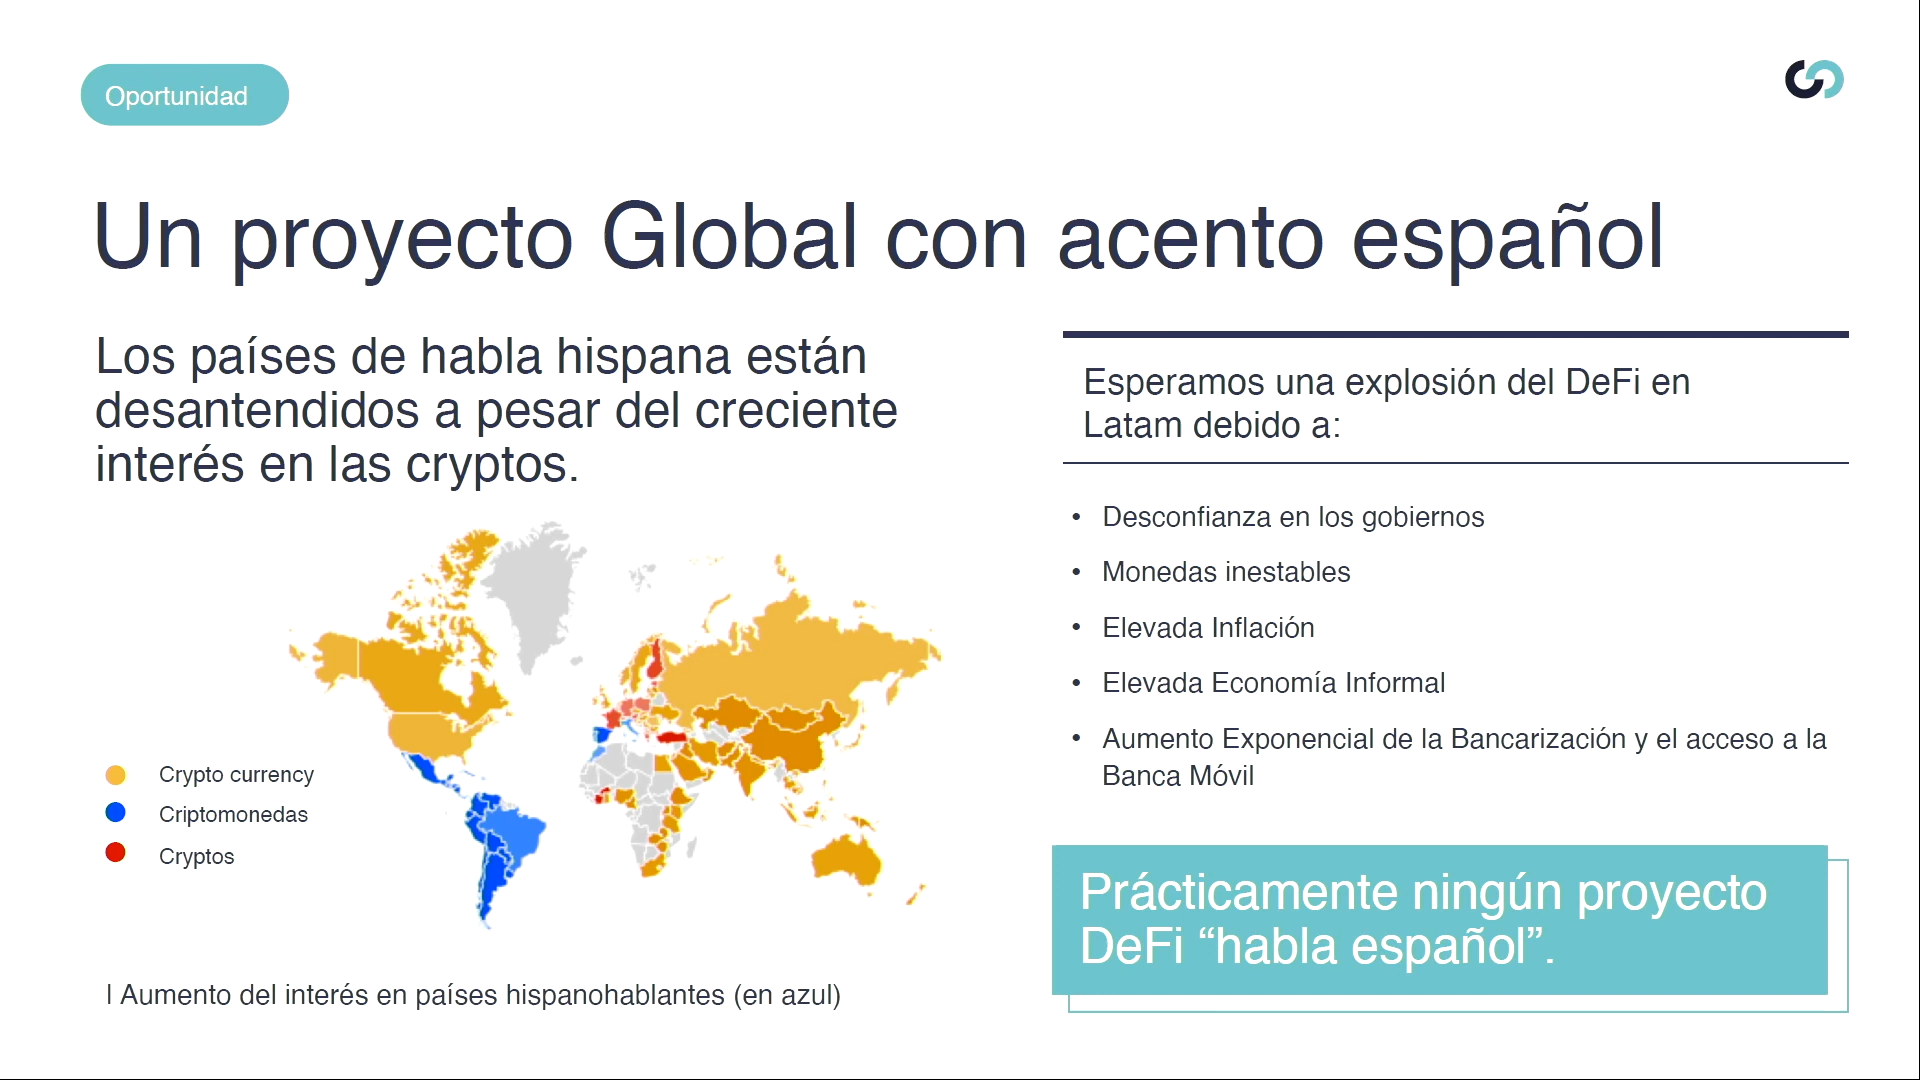 Oportunidad
Un proyecto Global con acento español
Los países de habla hispana están
desantendidos a pesar del creciente
interés en las cryptos.
Crypto currency
Criptomonedas
Cryptos
| Aumento del interés en países hispanohablantes (en azul)
Esperamos una explosión del DeFi en
Latam debido a:
• Desconfianza en los gobiernos
• Monedas inestables
• Elevada Inflación
• Elevada Economía Informal
• Aumento Exponencial de la Bancarización y el acceso a la
Banca Móvil
Prácticamente ningún proyecto
DeFi “habla español”.